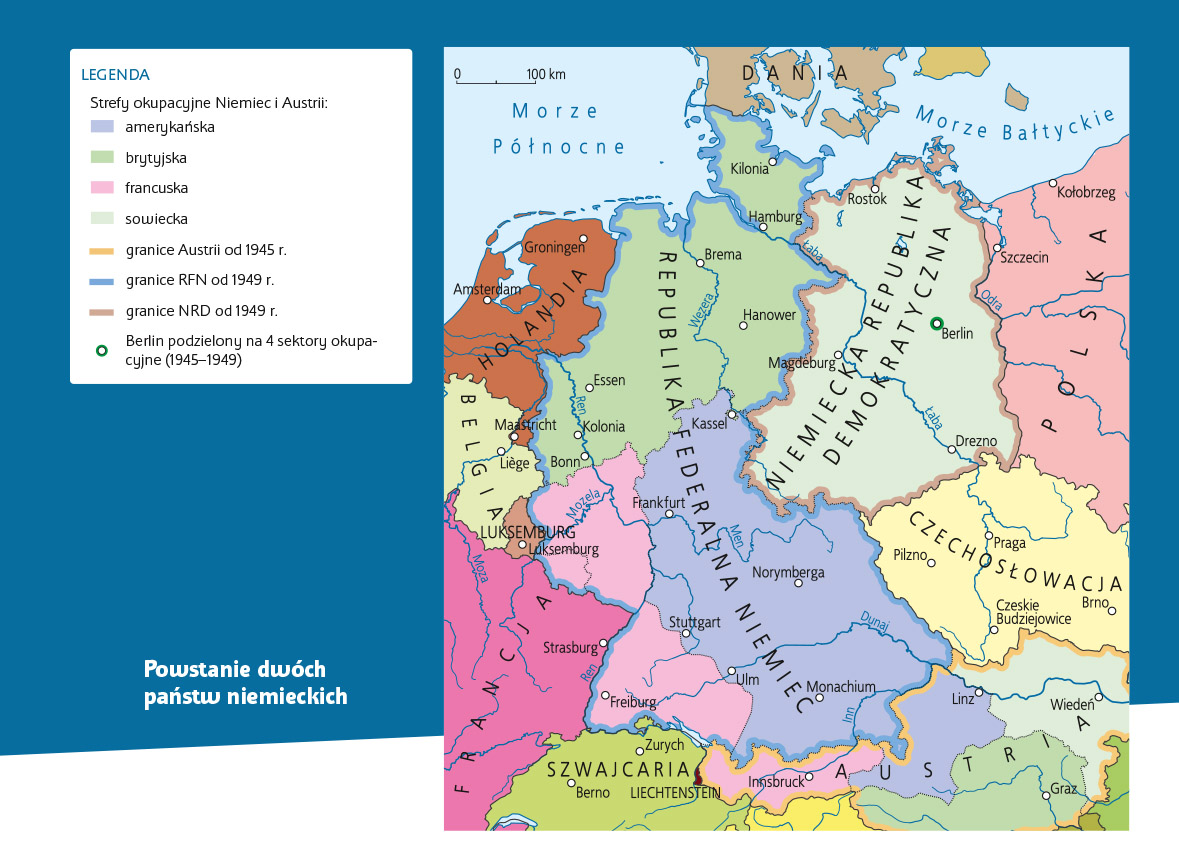 LEGENDA
Strefy okupacyjne Niemiec i Austrii:
amerykańska
brytyjska
francuska
sowiecka
granice Austrii od 1945 r.
granice RFN od 1949 r.
granice NRD od 1949 r.
Berlin podzielony na 4 sektory okupa-
cyjne (1945–1949)
Powstanie dwóch
państw niemieckich
0 100 km
DANIA
Morze
Północne
Morze Bałtyckie
Kilonia
Rostok
Kołobrzeg
Hamburg
Groningen
Brema
Łaba
Szczecin
Amsterdam
HOLANDIA
Wezera
Hanower
Odra
Berlin
POLSKA
Magdeburg
REPUBLIKA FEDERALNA NIEMIEC
NIEMIECKA REPUBLIKA
DEMOKRATYCZNA
Essen
Ren
BELGIA
Maastricht
Kolonia
Kassel
Łaba
Drezno
Liège
Bonn
Mozela
Frankfurt
LUKSEMBURG
Luksemburg
Men
CZECHOSŁOWACJA
Praga
Pilzno
Moza
Norymberga
Brno
Czeskie
Budziejowice
FRANCJA
Stuttgart
Dunaj
Strasburg
Ren
Ulm
Monachium
Freiburg
Inn
Linz
Wiedeń
Zurych
SZWAJCARIA
Berno
LIECHTENSTEIN
Innsbruck
AUSTRIA
Graz